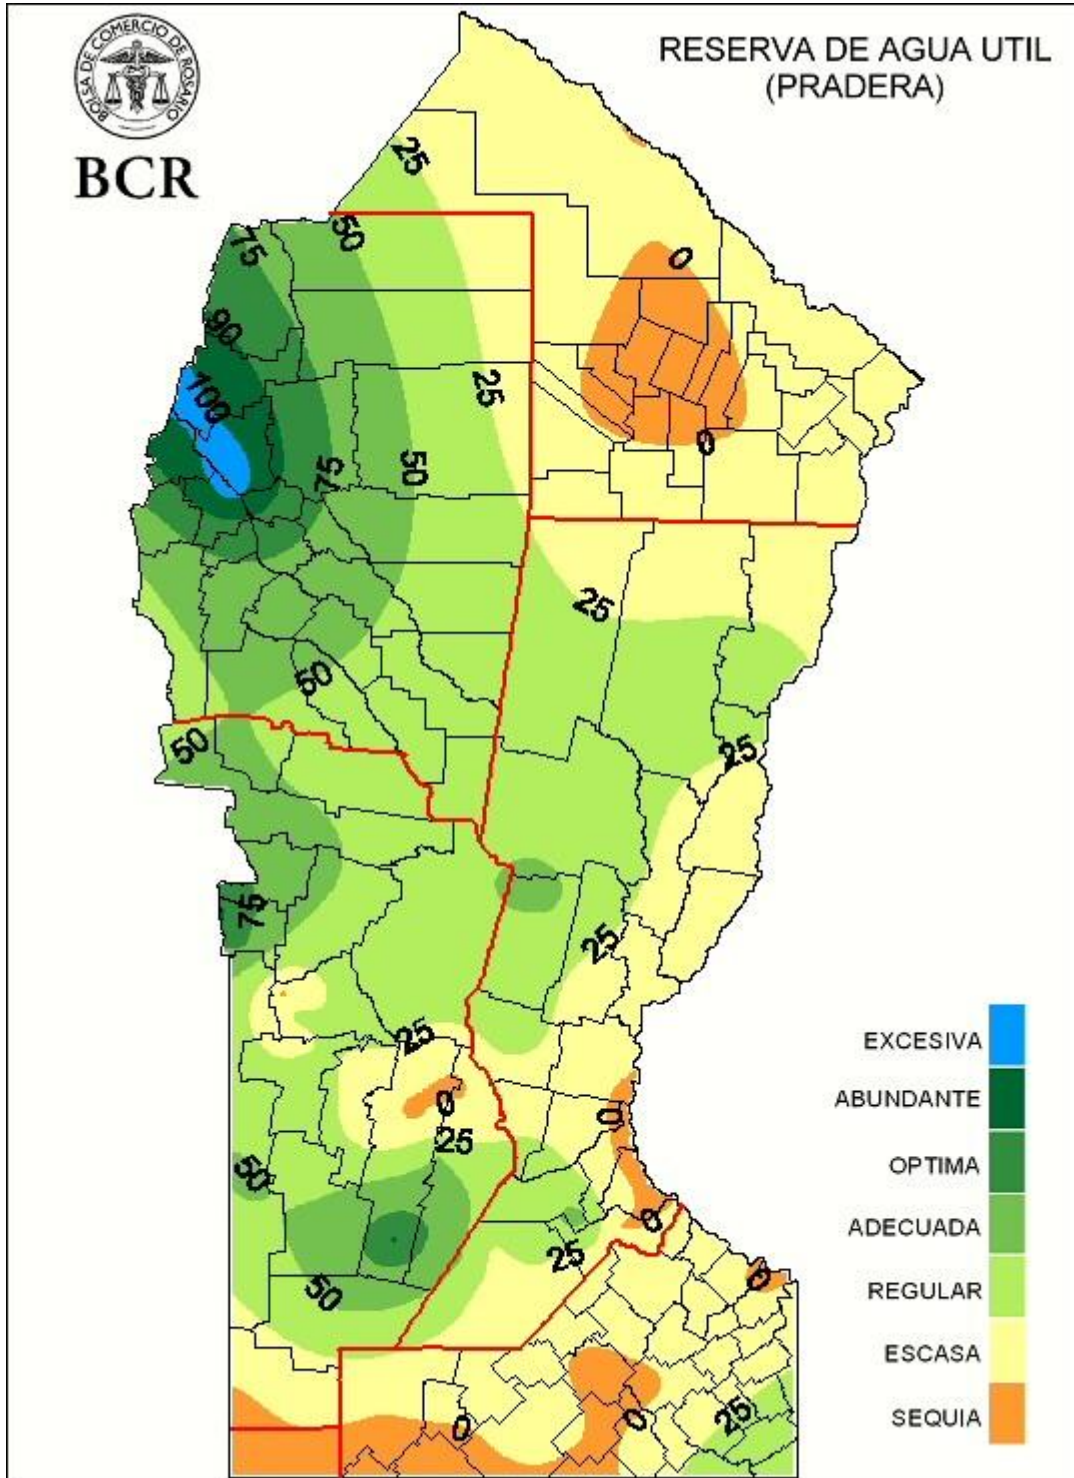 BOLSA DE COMERCIO DE ROSARIO
BCR
RESERVA DE AGUA UTIL
(PRADERA)
25
50
75
0
90
25
100
0
50
75
25
50
50
25
75
25
25
0
0
25
50
0
25
0
50
25
0
0
EXCESIVA
ABUNDANTE
OPTIMA
ADECUADA
REGULAR
ESCASA
SEQUIA